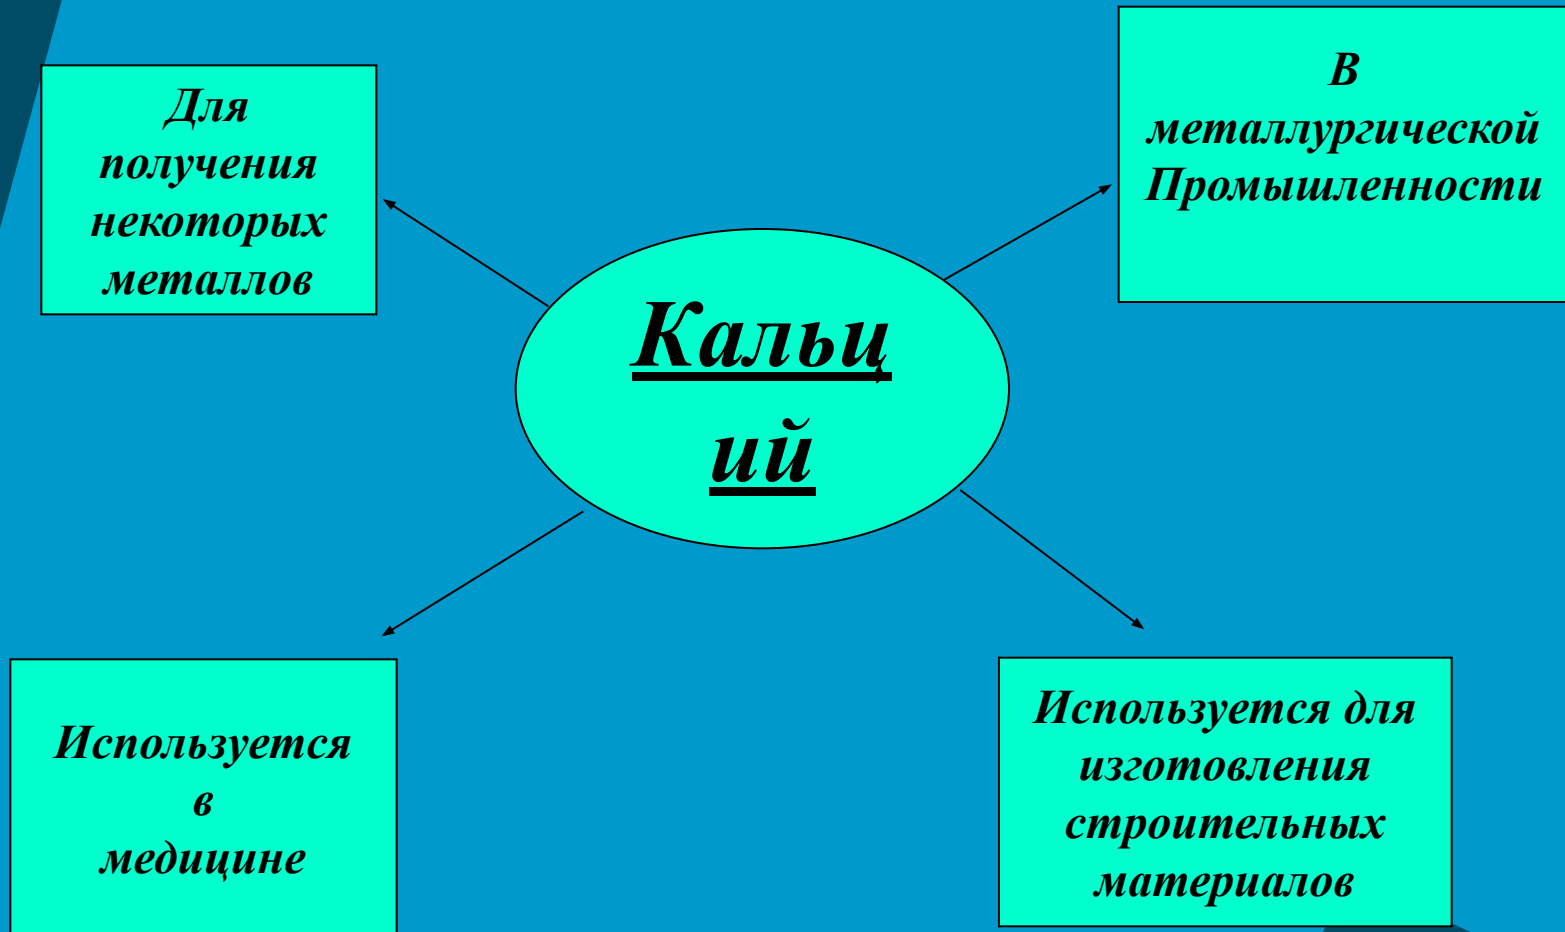 Для
получения
некоторых
металлов
В
металлургической
Промышленности
Кальц
ий
Используется
в
медицине
Используется для
изготовления
строительных
материалов